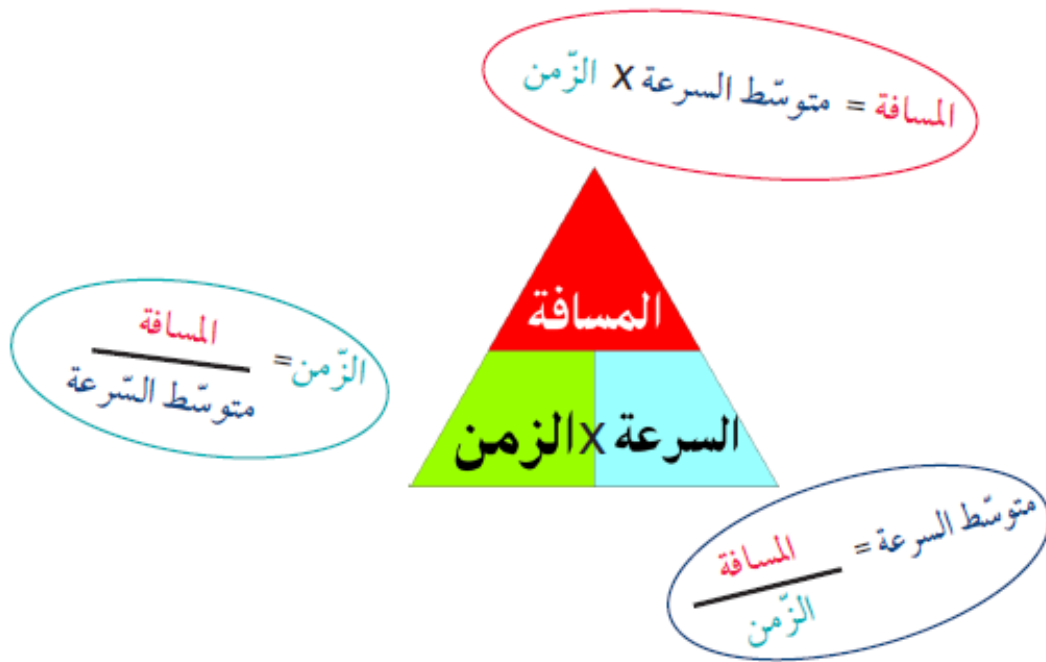 المسافة = متوسّط السرعة X الزّمن
المسافة
السرعة X الزمن
الزّمن = المسافة
متوسّط السّرعة
متوسّط السرعة = المسافة
الزّمن